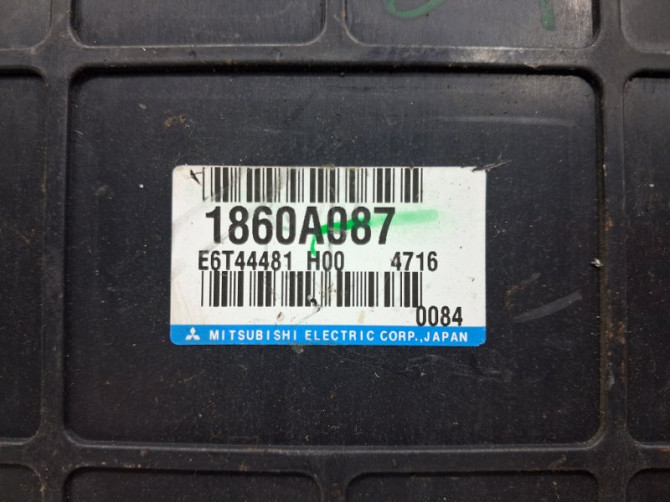 1860A087
E6T44481 H00 4716
0084
MITSUBISHI ELECTRIC CORP.,JAPAN